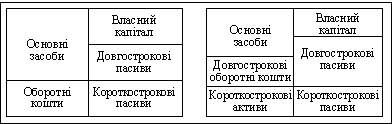 Основні
засоби
Власний
капітал
Довгострокові
пасиви
Оборотні
кошти
Короткострокові
пасиви
Основні
засоби
Власний
капітал
Довгострокові
пасиви
Довгострокові
оборотні кошти
Короткострокові
активи
Короткострокові
пасиви